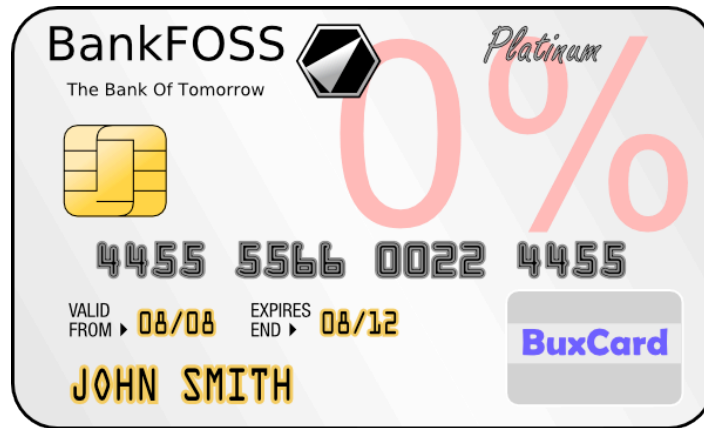 BankFOSS
Platinum
The Bank Of Tomorrow
0%
4455 5566 0022 4455
VALID FROM 08/08 EXPIRES END 08/12
BuxCard
JOHN SMITH